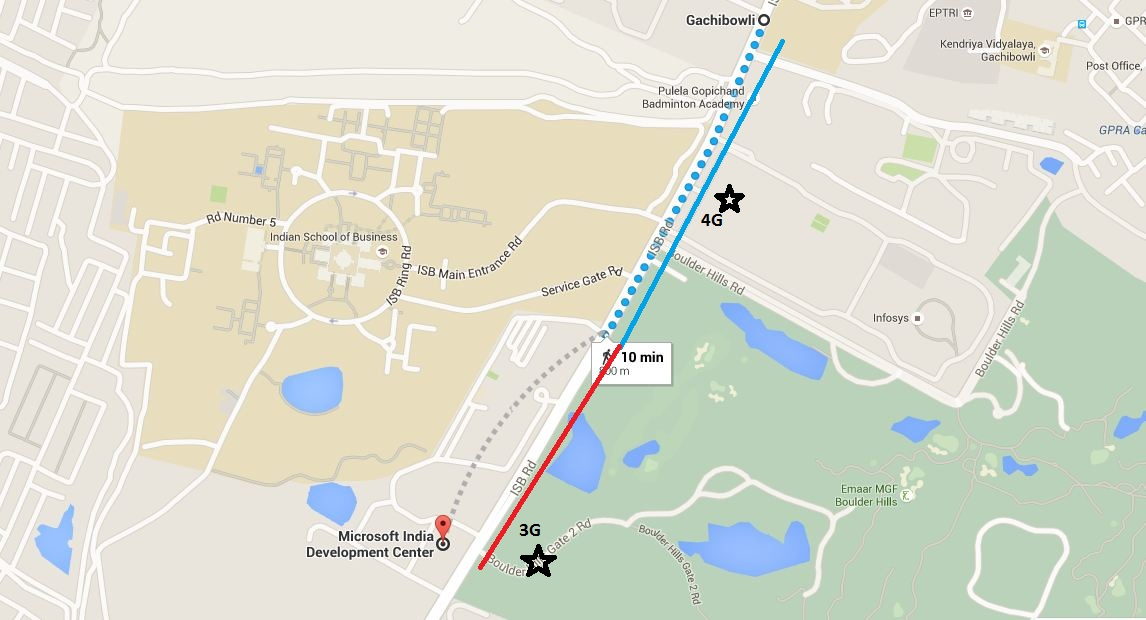 Gachibowli
EPTRI
GPR
Kendriya Vidyalaya,
Gachibowli
Post Office,
Pulela Gopichand
Badminton Academy
GPRA Ca
4G
Rd Number 5
Indian School of Business
ISB Ring Rd
ISB Main Entrance Rd
Service Gate Rd
ISB Rd
Boulder Hills Rd
Infosys
Boulder Hills Rd
10 min
800 m
ISB Rd
Emaar MGF
Boulder Hills
3G
Microsoft India
Development Center
Boulder
Gate 2 Rd
Boulder Hills Gate 2 Rd